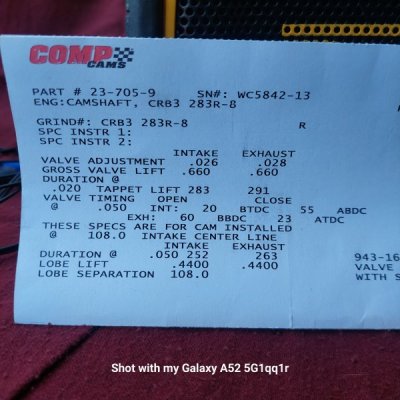 COMP
CAMS
PART # 23-705-9 SN#: WC5842-13
ENG:CAMSHAFT, CRB3 283R-8
GRIND#: CRB3 283R-8 R
SPC INSTR 1:
SPC INSTR 2:
INTAKE EXHAUST
VALVE ADJUSTMENT .026 .028
GROSS VALVE LIFT .660 .660
DURATION @
.020 TAPPET LIFT 283 291
VALVE TIMING OPEN CLOSE
@ .050 INT: 20 BTDC 55 ABDC
EXH: 60 BBDC 23 ATDC
THESE SPECS ARE FOR CAM INSTALLED
@ 108.0 INTAKE CENTER LINE
INTAKE EXHAUST
DURATION @ .050 252 263
LOBE LIFT .4400 .4400
LOBE SEPARATION 108.0
943-16
VALVE
WITH S
Shot with my Galaxy A52 5G1qq1r